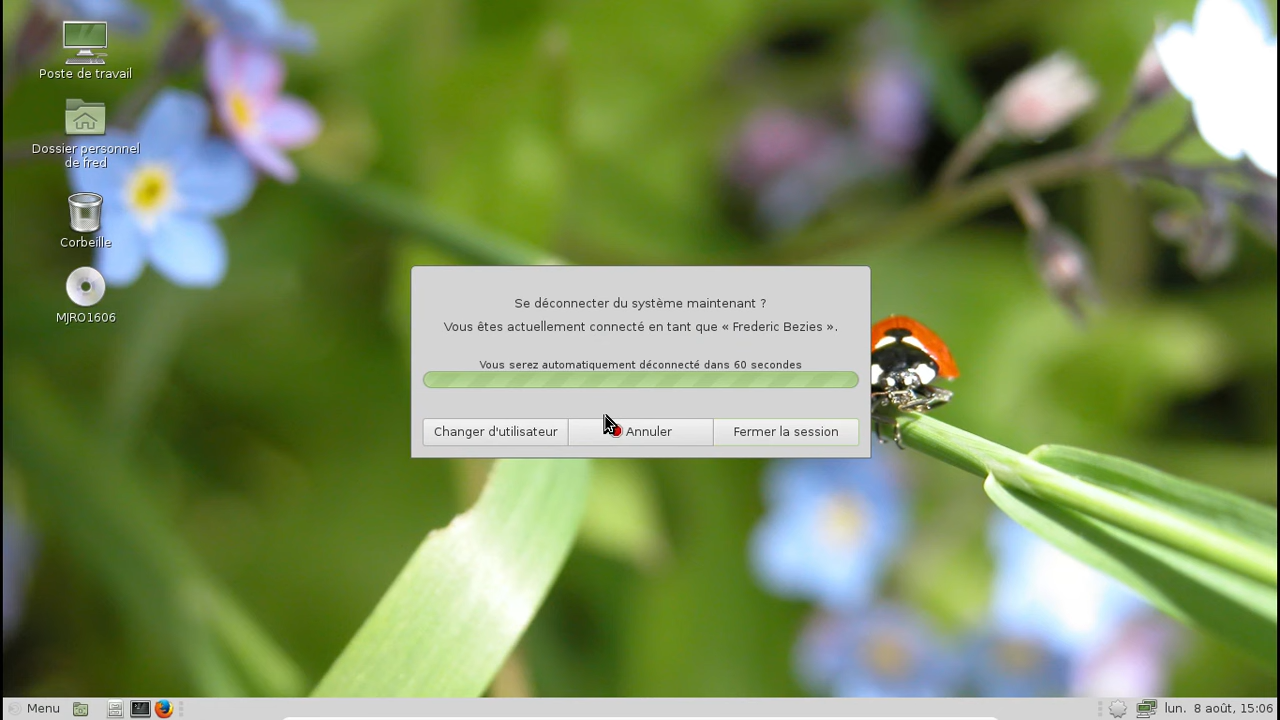 Poste de travail
Dossier personnel
de fred
Corbeille
MJRO1606
Se déconnecter du système maintenant ?
Vous êtes actuellement connecté en tant que « Frederic Bezies ».
Vous serez automatiquement déconnecté dans 60 secondes
Changer d'utilisateur
Annuler
Fermer la session
Menu
lun. 8 août, 15:06